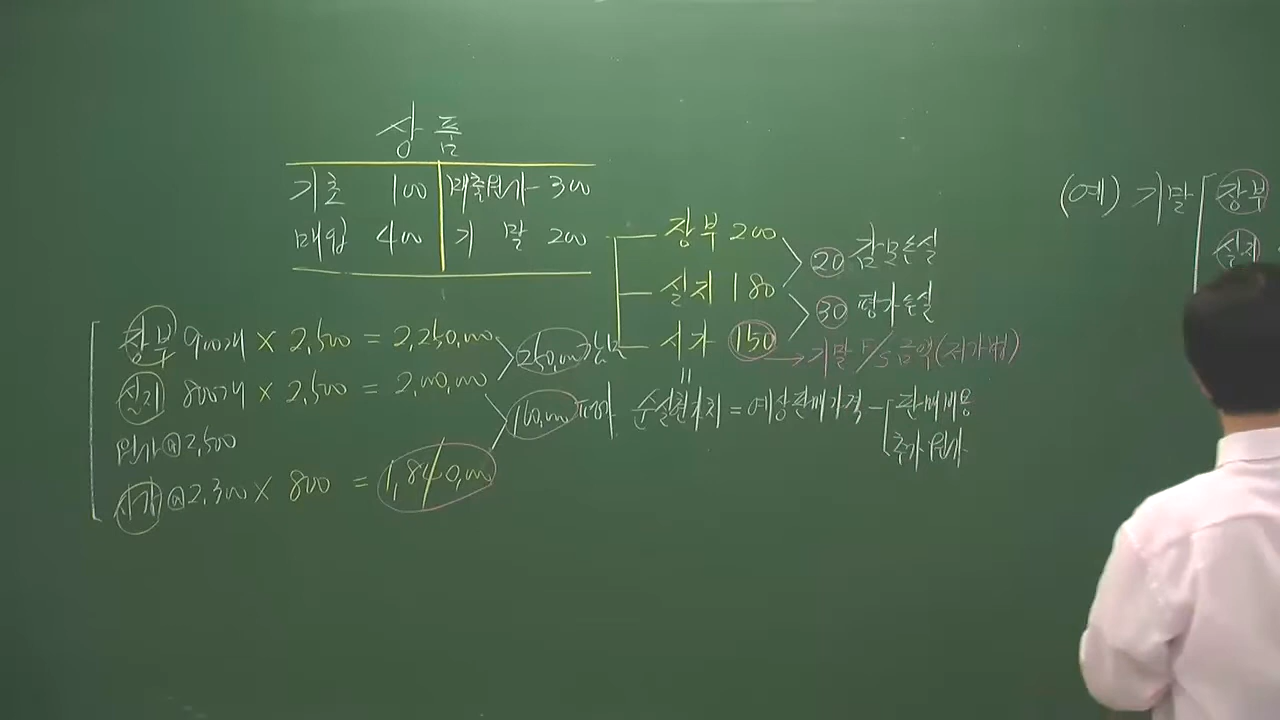 상품
기초 100 매출원가 300
매입 400 기말 200
장부 200
실지 180
시가 150
20 감모손실
30 평가손실
→ 기말 F/S 금액(저가법)
=
순실현가치 = 예상판매가격 - 판매비용
추가원가
장부 900개 × 2,500 = 2,250,000
실지 800개 × 2,500 = 2,000,000
250,000 감모
원가@2,500
시가@2,300 × 800 = 1,840,000
160,000 평가
(예) 기말
장부
실지